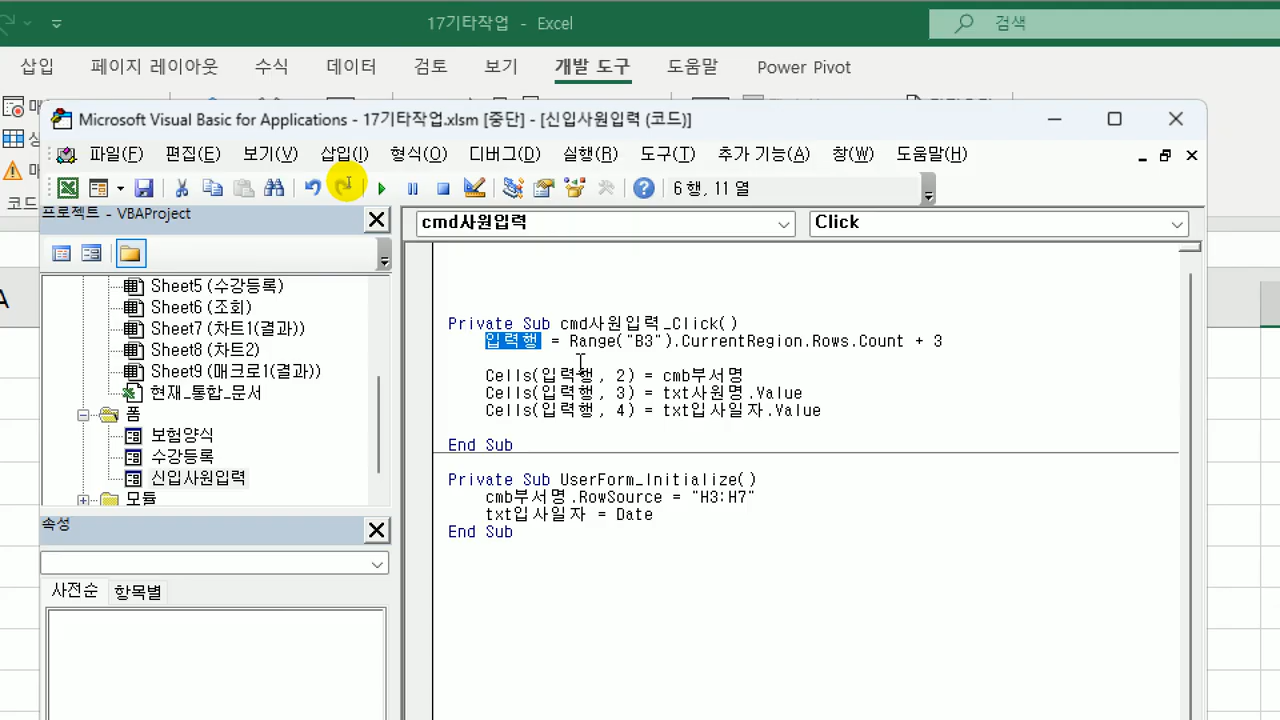 17기타작업 - Excel
검색
삽입 페이지 레이아웃 수식 데이터 검토 보기 개발 도구 도움말 Power Pivot
Microsoft Visual Basic for Applications - 17기타작업.xlsm [중단] - [신입사원입력 (코드)]
파일(F) 편집(E) 보기(V) 삽입(I) 형식(O) 디버그(D) 실행(R) 도구(T) 추가 기능(A) 창(W) 도움말(H)
6 행, 11 열
코드
프로젝트 - VBAProject
cmd사원입력 Click
Sheet5 (수강등록)
Sheet6 (조회)
Sheet7 (차트1(결과))
Sheet8 (차트2)
Sheet9 (매크로1(결과))
현재_통합_문서
폼
보험양식
수강등록
신입사원입력
모듈
속성
사전순 항목별
A
Private Sub cmd사원입력_Click()
입력행 = Range("B3").CurrentRegion.Rows.Count + 3
Cells(입력행, 2) = cmb부서명
Cells(입력행, 3) = txt사원명.Value
Cells(입력행, 4) = txt입사일자.Value
End Sub
Private Sub UserForm_Initialize()
cmb부서명.RowSource = "H3:H7"
txt입사일자 = Date
End Sub